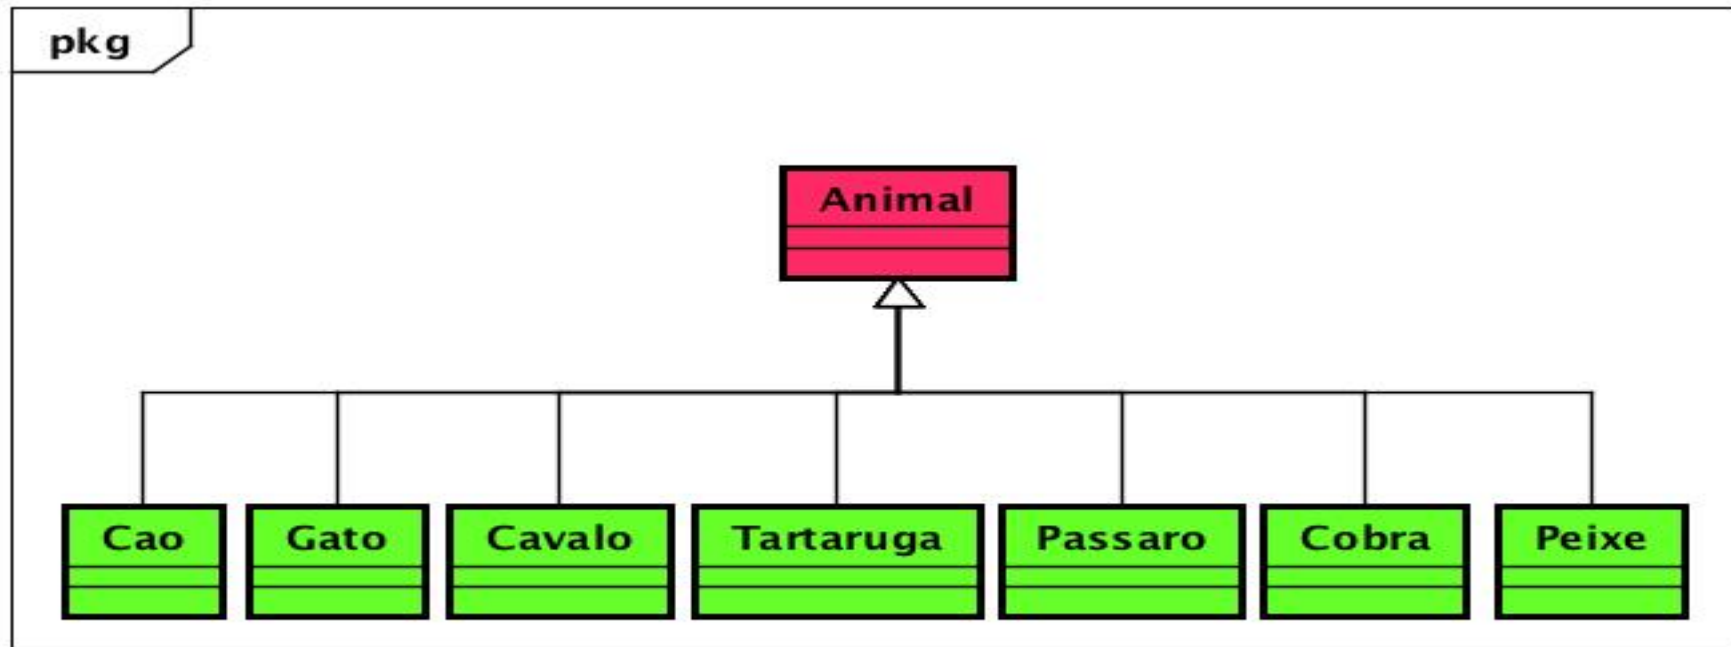 pkg
Animal
Cao
Gato
Cavalo
Tartaruga
Passaro
Cobra
Peixe